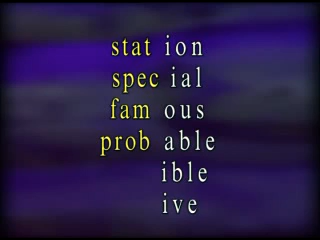 stat ion
spec ial
fam ous
prob able
ible
ive